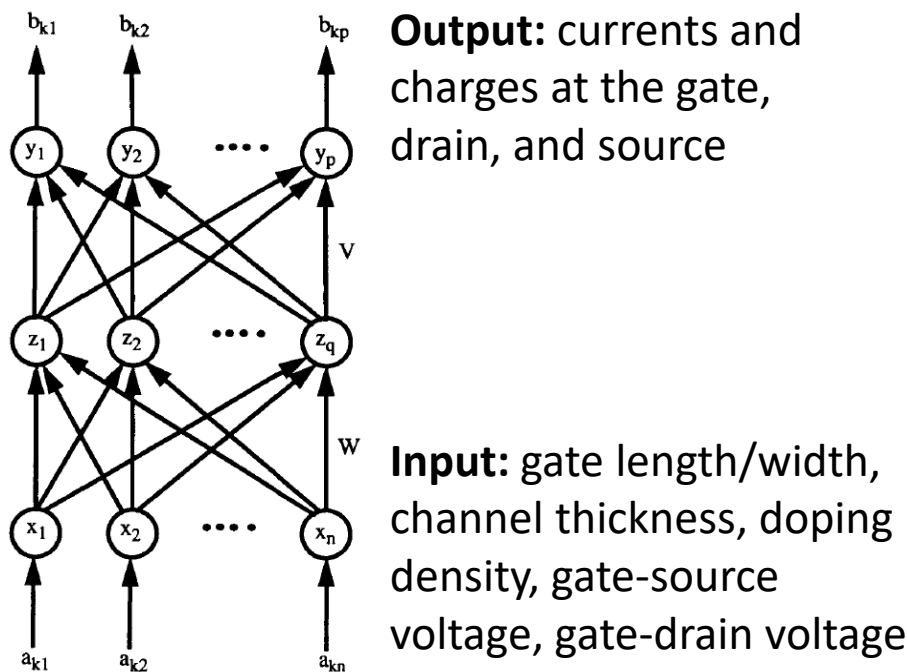 b_k1 b_k2 b_kp
Output: currents and
charges at the gate,
drain, and source
y_1 y_2 .... y_p
V
z_1 z_2 .... z_q
W
Input: gate length/width,
channel thickness, doping
density, gate-source
voltage, gate-drain voltage
x_1 x_2 .... x_n
a_k1 a_k2 a_kn